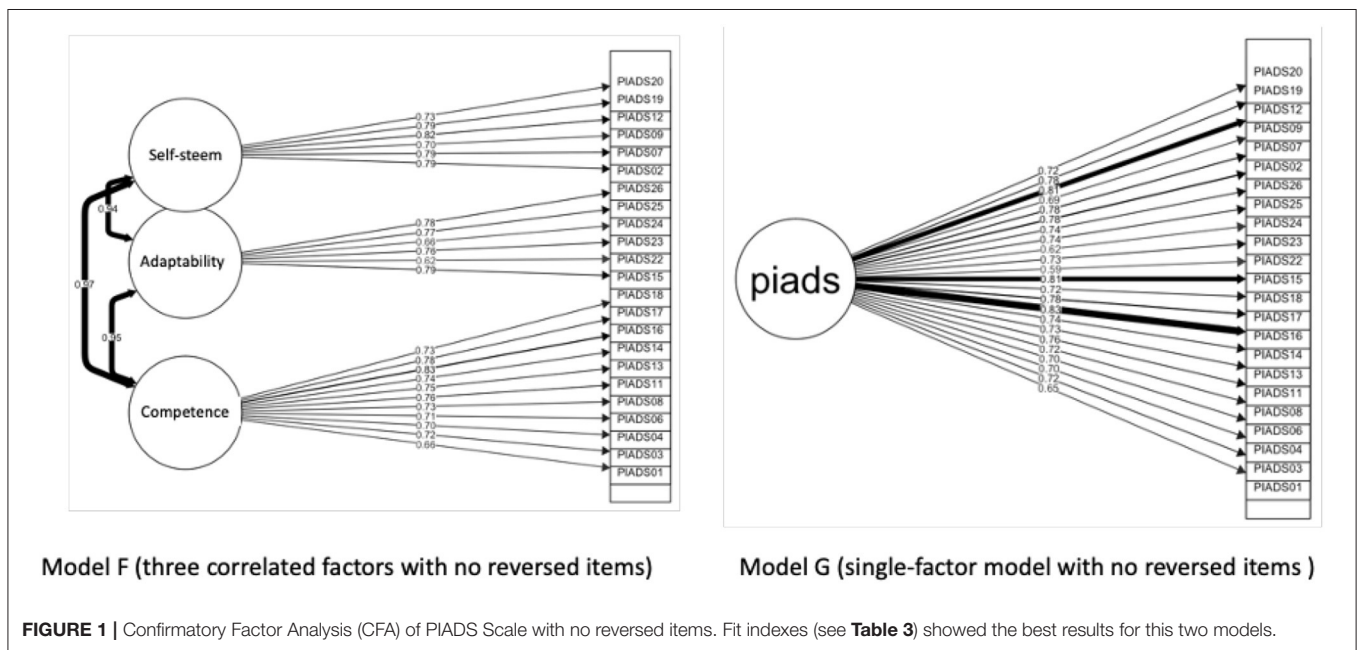 Self-steem
Adaptability
Competence
0.94
0.97
0.95
0.73
0.79
0.82
0.70
0.79
0.79
0.78
0.77
0.66
0.76
0.62
0.79
0.73
0.78
0.83
0.74
0.75
0.76
0.73
0.71
0.70
0.72
0.66
PIADS20
PIADS19
PIADS12
PIADS09
PIADS07
PIADS02
PIADS26
PIADS25
PIADS24
PIADS23
PIADS22
PIADS15
PIADS18
PIADS17
PIADS16
PIADS14
PIADS13
PIADS11
PIADS08
PIADS06
PIADS04
PIADS03
PIADS01
Model F (three correlated factors with no reversed items)
piads
0.72
0.78
0.81
0.69
0.78
0.78
0.74
0.74
0.62
0.73
0.59
0.81
0.72
0.78
0.83
0.74
0.73
0.76
0.72
0.70
0.70
0.72
0.65
PIADS20
PIADS19
PIADS12
PIADS09
PIADS07
PIADS02
PIADS26
PIADS25
PIADS24
PIADS23
PIADS22
PIADS15
PIADS18
PIADS17
PIADS16
PIADS14
PIADS13
PIADS11
PIADS08
PIADS06
PIADS04
PIADS03
PIADS01
Model G (single-factor model with no reversed items )
FIGURE 1 | Confirmatory Factor Analysis (CFA) of PIADS Scale with no reversed items. Fit indexes (see Table 3) showed the best results for this two models.